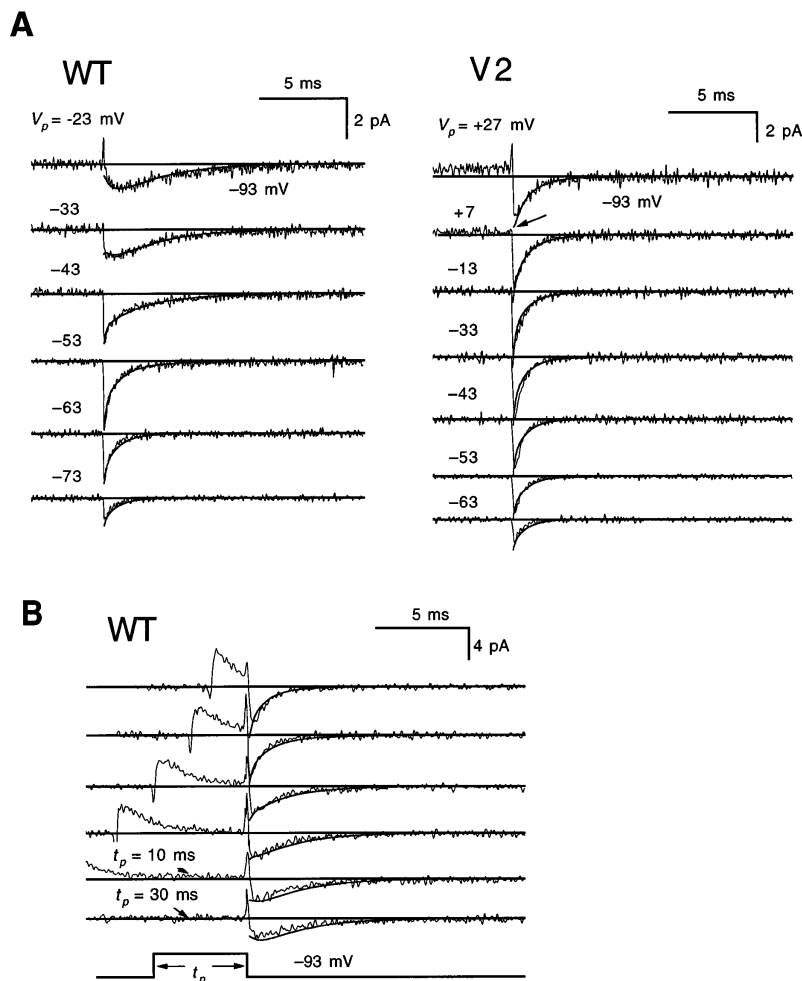 A
WT
5 ms
2 pA
Vp = -23 mV
-93 mV
-33
-43
-53
-63
-73
V2
5 ms
2 pA
Vp = +27 mV
-93 mV
+7
-13
-33
-43
-53
-63
B
WT
5 ms
4 pA
tp = 10 ms
tp = 30 ms
-93 mV
tp